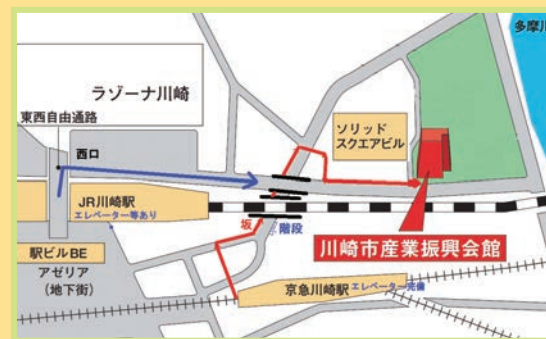 多摩川
ラゾーナ川崎
東西自由通路
西口
ソリッド
スクエアビル
JR川崎駅
エレベーター等あり
坂
階段
川崎市産業振興会館
駅ビルBE
アゼリア
(地下街)
京急川崎駅
エレベーター完備